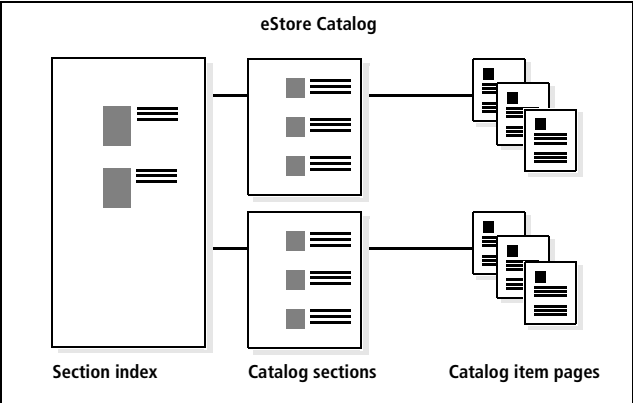 eStore Catalog
Section index
Catalog sections
Catalog item pages